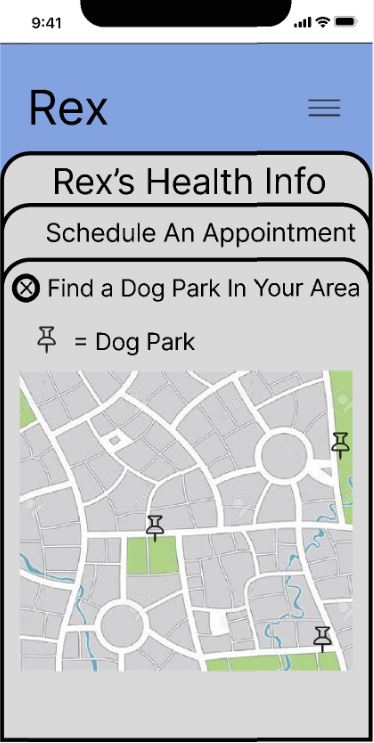 9:41
Rex
Rex's Health Info
Schedule An Appointment
Find a Dog Park In Your Area
= Dog Park